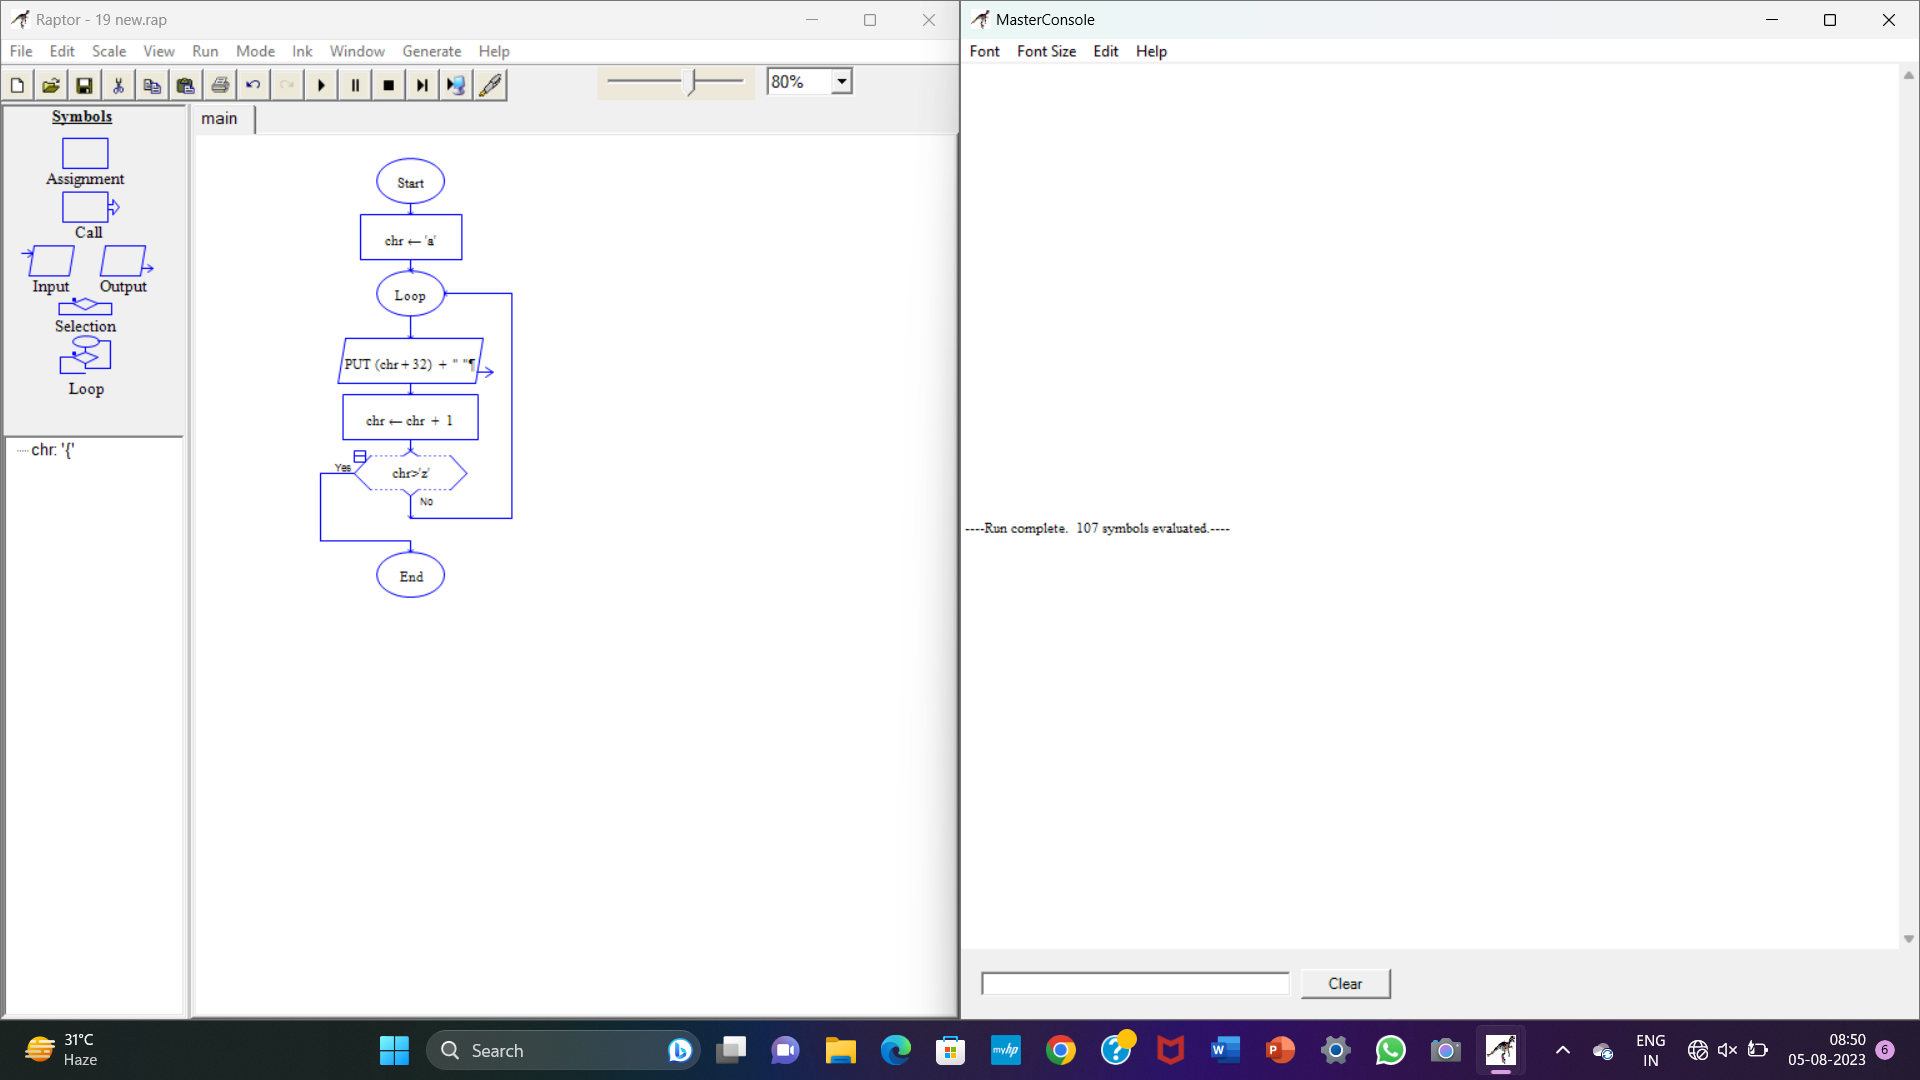 Raptor - 19 new.rap
File Edit Scale View Run Mode Ink Window Generate Help
80%
Symbols
Assignment
Call
Input Output
Selection
Loop
chr: '{'
main
Start
chr ← 'a'
Loop
PUT (chr+32) + " "¶
chr ← chr + 1
Yes
chr>'z'
No
End
MasterConsole
Font Font Size Edit Help
----Run complete. 107 symbols evaluated.----
Clear
31°C
Haze
Search
myhp
W
P
ENG
IN
08:50
05-08-2023
6